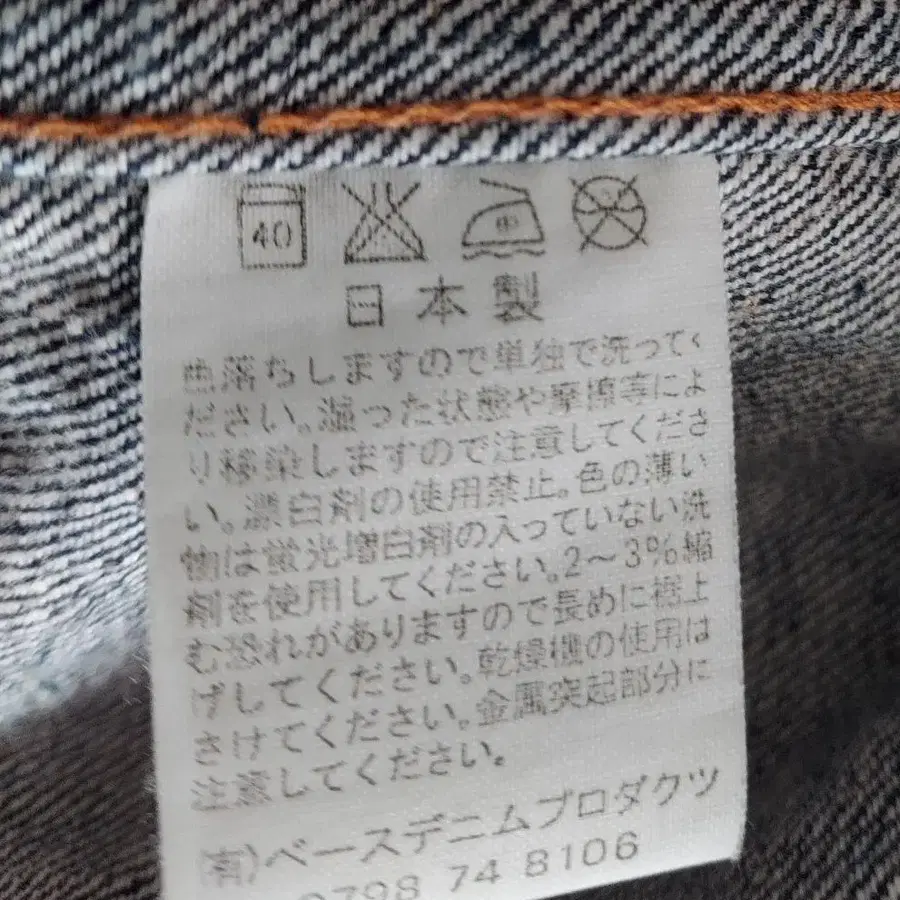 40
日本製
色落ちしますので単独で洗ってく
ださい。湿った状態や摩擦等によ
り移染しますので注意してくださ
い。漂白剤の使用禁止。色の薄い
物は蛍光増白剤の入っていない洗
剤を使用してください。2〜3%縮
む恐れがありますので長めに裾上
げしてください。乾燥機の使用は
さけてください。金属突起部分に
注意してください。
(有)ベースデニムプロダクツ
0798 74 8106